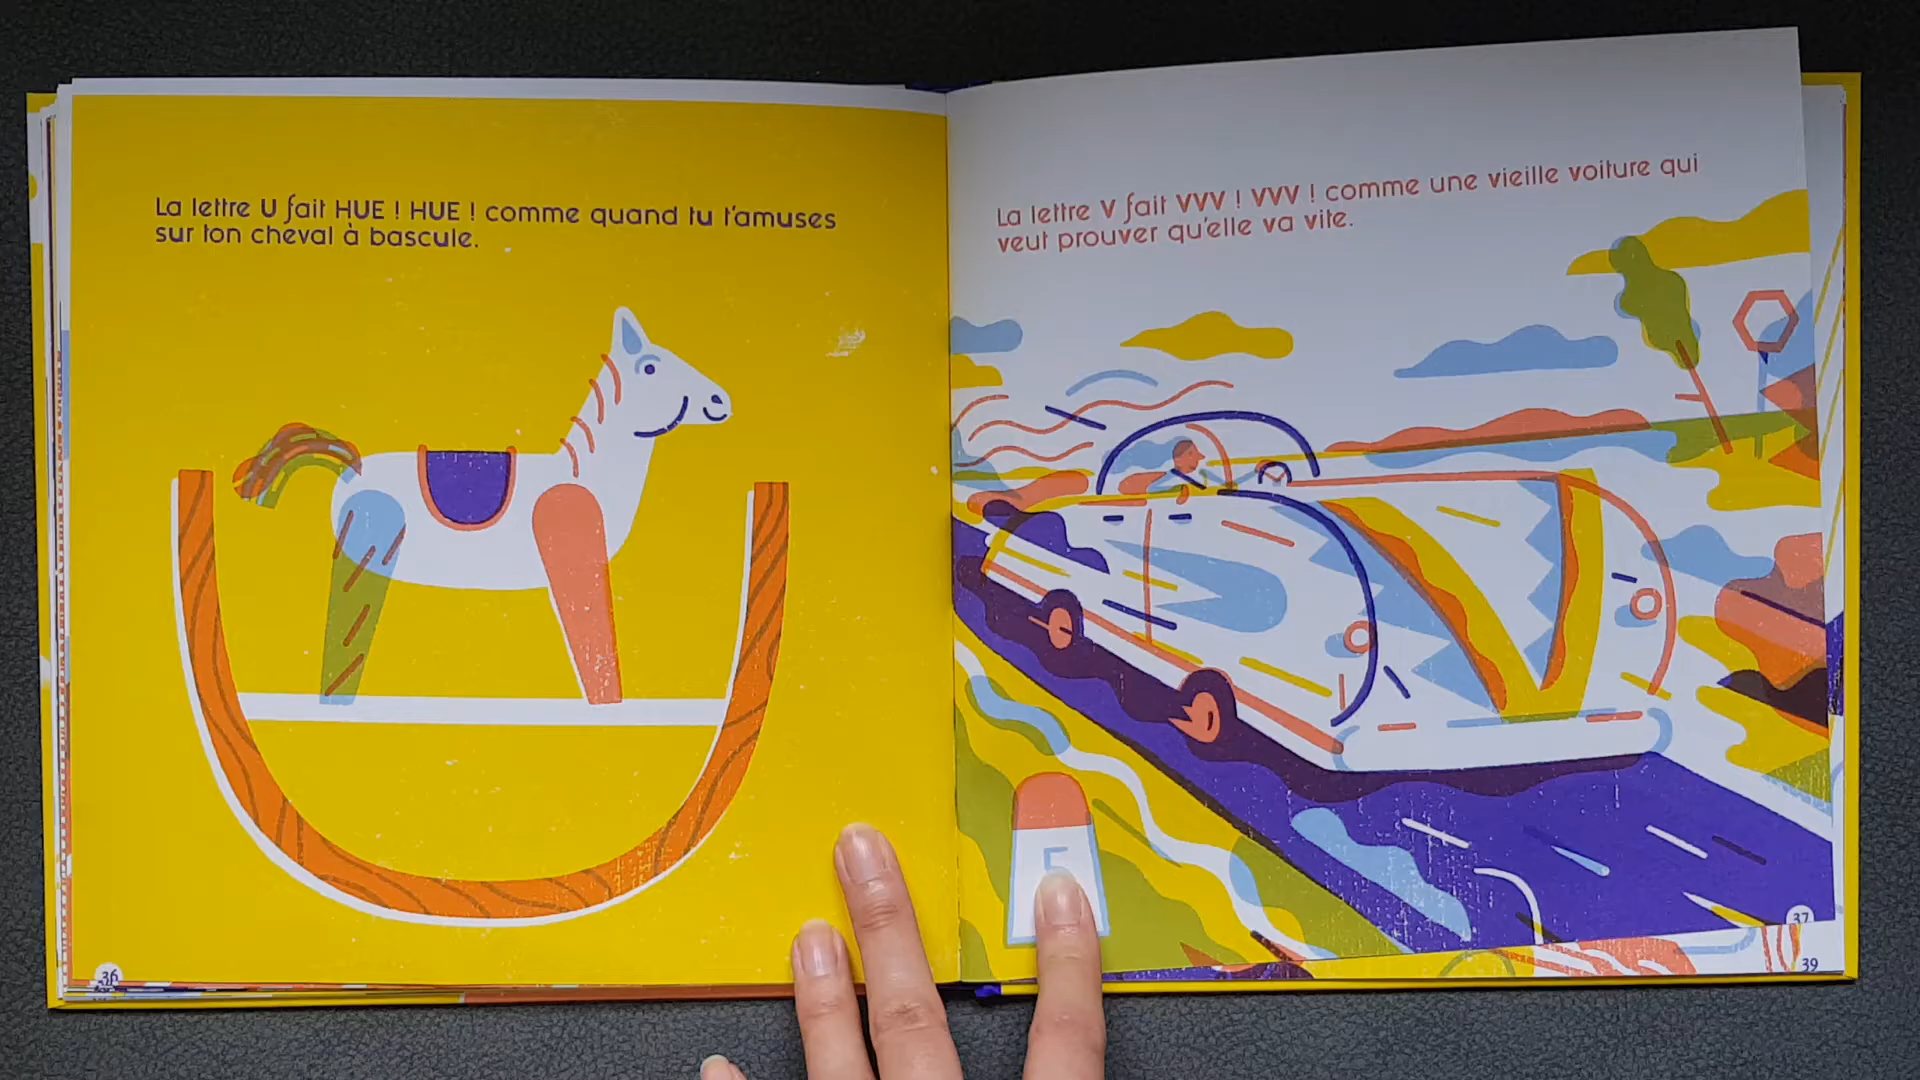 La lettre U fait HUE ! HUE ! comme quand tu t'amuses
sur ton cheval à bascule.
36
La lettre V fait VVV ! VVV ! comme une vieille voiture qui
veut prouver qu'elle va vite.
5
37
39